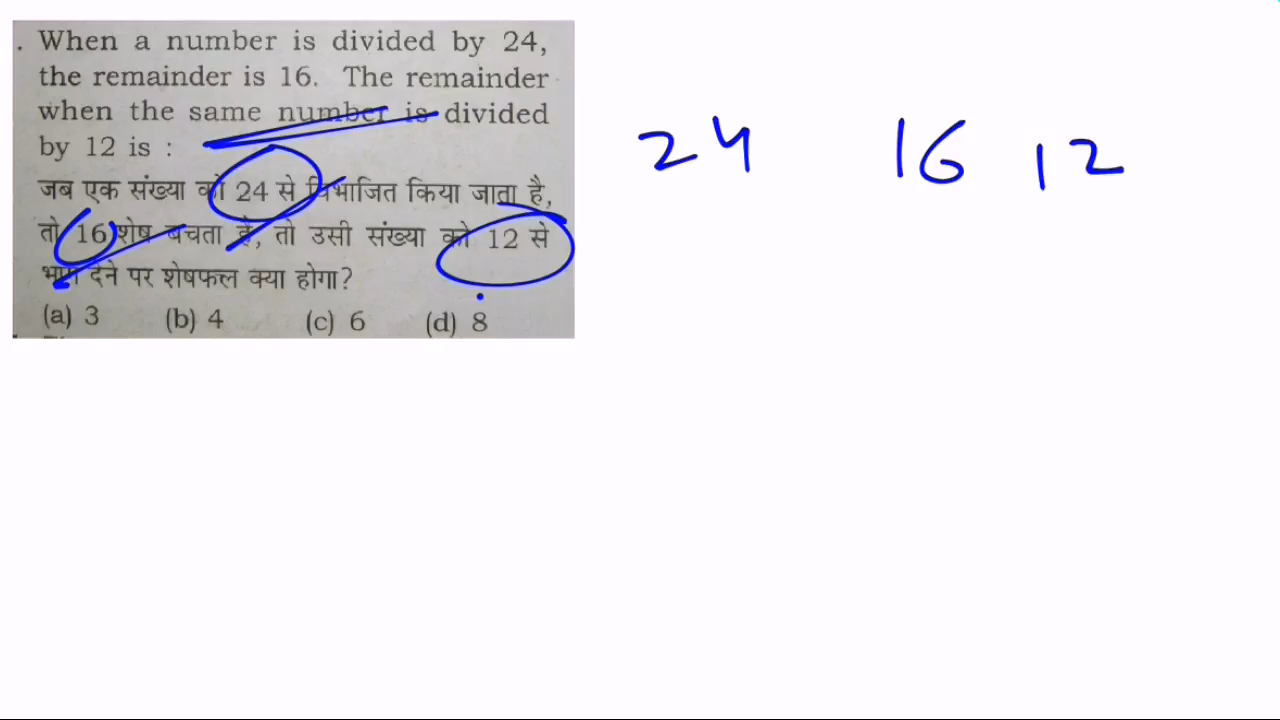 . When a number is divided by 24,
the remainder is 16. The remainder
when the same number is divided
by 12 is :
जब एक संख्या को 24 से विभाजित किया जाता है,
तो 16 शेष बचता है, तो उसी संख्या को 12 से
भाग देने पर शेषफल क्या होगा?
(a) 3 (b) 4 (c) 6 (d) 8
24 16 12